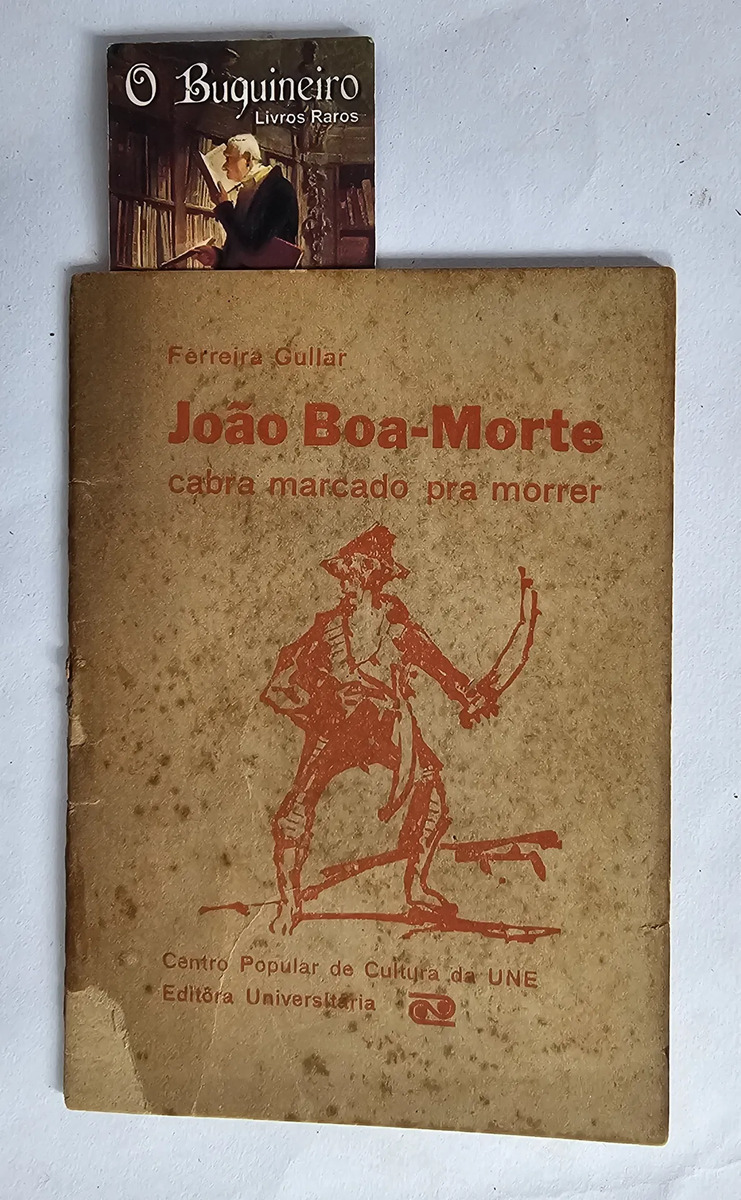 O Buquineiro
Livros Raros
Ferreira Gullar
João Boa-Morte
cabra marcado pra morrer
Centro Popular de Cultura da UNE
Editôra Universitária